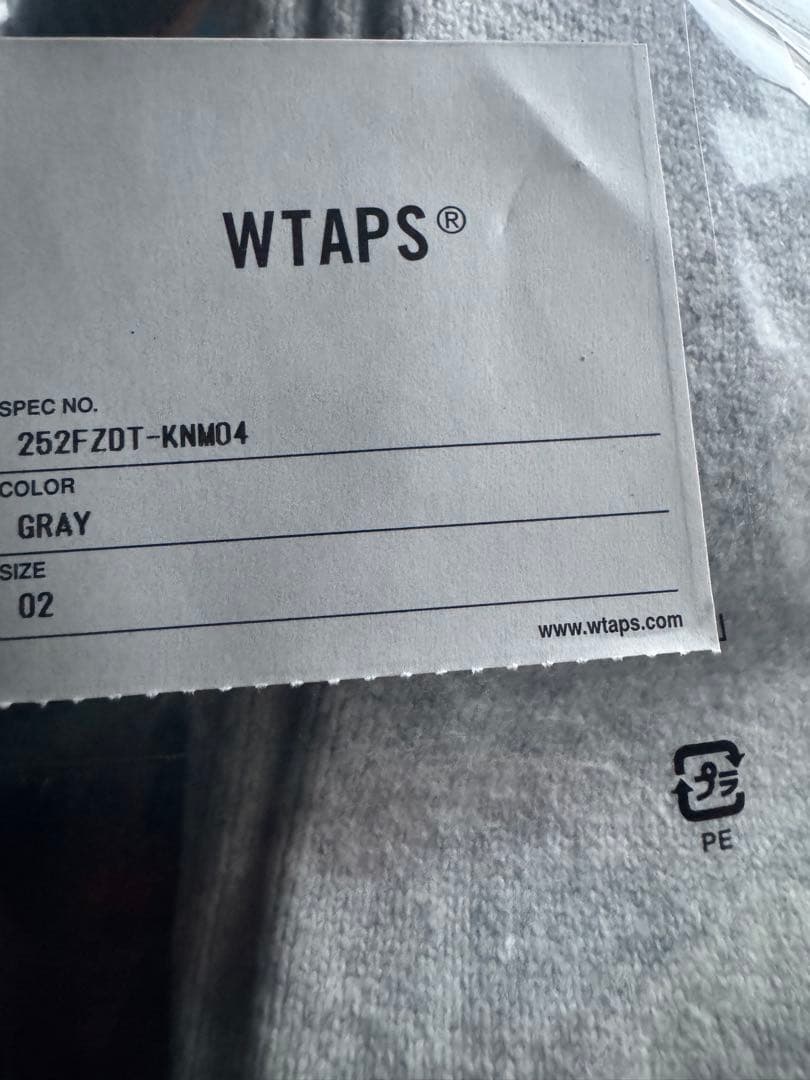 WTAPS®
SPEC NO.
252FZDT-KNM04
COLOR
GRAY
SIZE
02
www.wtaps.com
プラ
PE